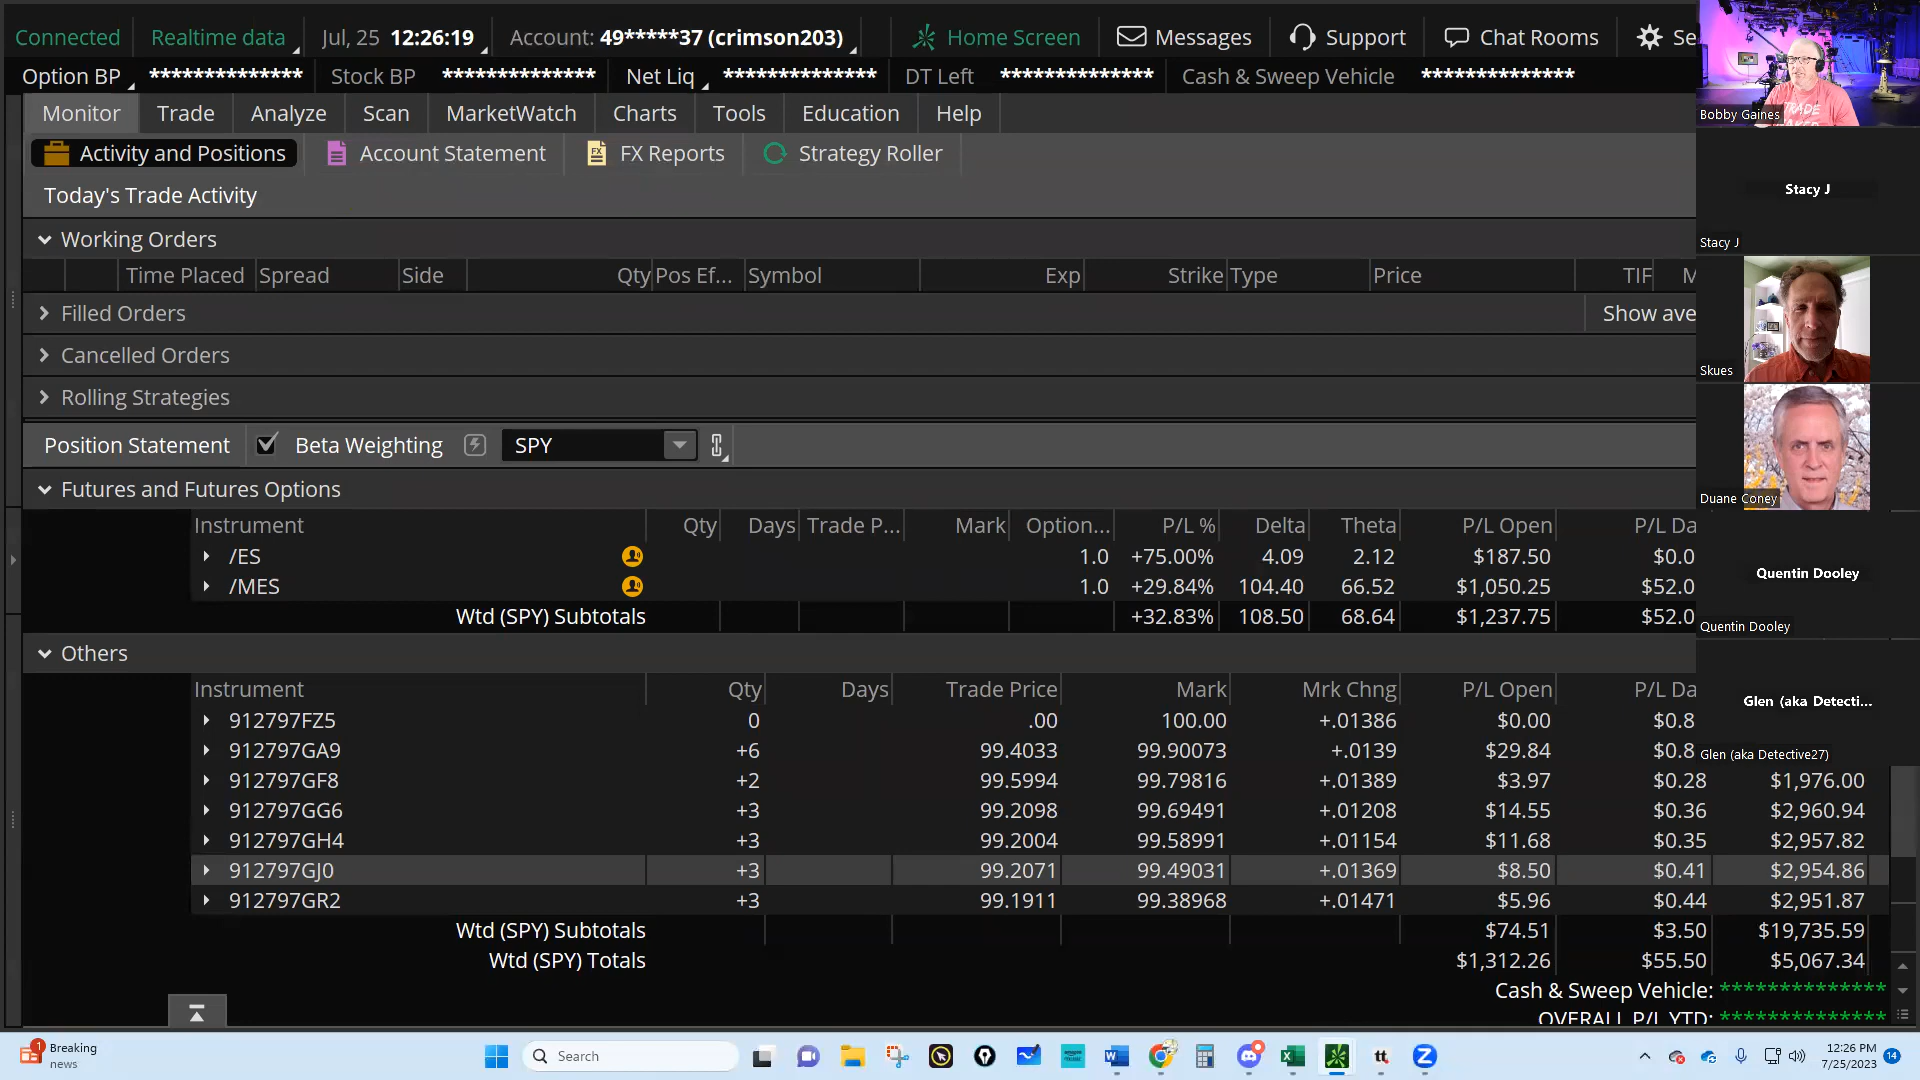 Connected Realtime data Jul, 25 12:26:19 Account: 49*****37 (crimson203) Home Screen Messages Support Chat Rooms Se
Option BP ************** Stock BP ************** Net Liq ************** DT Left ************** Cash & Sweep Vehicle **************
Monitor Trade Analyze Scan MarketWatch Charts Tools Education Help
Bobby Gaines
Activity and Positions Account Statement FX Reports Strategy Roller
Today's Trade Activity
Stacy J
Working Orders
Stacy J
Time Placed Spread Side Qty Pos Ef... Symbol Exp Strike Type Price TIF M
Filled Orders Show ave
Cancelled Orders
Skues
Rolling Strategies
Position Statement Beta Weighting SPY
Futures and Futures Options
Duane Coney
Instrument Qty Days Trade P... Mark Option... P/L % Delta Theta P/L Open P/L Da
/ES 1.0 +75.00% 4.09 2.12 $187.50 $0.0
Quentin Dooley
/MES 1.0 +29.84% 104.40 66.52 $1,050.25 $52.0
Wtd (SPY) Subtotals +32.83% 108.50 68.64 $1,237.75 $52.0
Quentin Dooley
Others
Instrument Qty Days Trade Price Mark Mrk Chng P/L Open P/L Da
Glen (aka Detecti...
912797FZ5 0 .00 100.00 +.01386 $0.00 $0.8
912797GA9 +6 99.4033 99.90073 +.0139 $29.84 $0.8
Glen (aka Detective27)
912797GF8 +2 99.5994 99.79816 +.01389 $3.97 $0.28 $1,976.00
912797GG6 +3 99.2098 99.69491 +.01208 $14.55 $0.36 $2,960.94
912797GH4 +3 99.2004 99.58991 +.01154 $11.68 $0.35 $2,957.82
912797GJ0 +3 99.2071 99.49031 +.01369 $8.50 $0.41 $2,954.86
912797GR2 +3 99.1911 99.38968 +.01471 $5.96 $0.44 $2,951.87
Wtd (SPY) Subtotals $74.51 $3.50 $19,735.59
Wtd (SPY) Totals $1,312.26 $55.50 $5,067.34
Cash & Sweep Vehicle: **************
OVERALL P/L YTD: **************
1 Breaking
news
Search
12:26 PM
7/25/2023
14